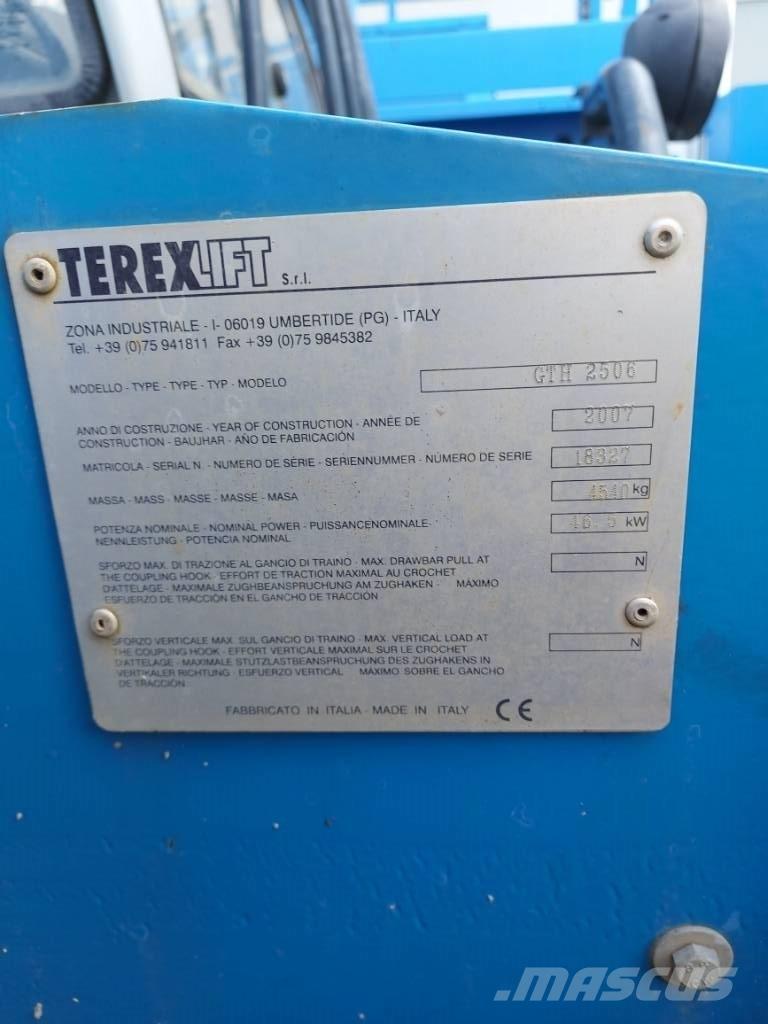 TEREXLIFT S.r.l.
ZONA INDUSTRIALE - I- 06019 UMBERTIDE (PG) - ITALY
Tel. +39 (0)75 941811 Fax +39 (0)75 9845382
MODELLO - TYPE - TYPE - TYP - MODELO GTH 2506
ANNO DI COSTRUZIONE - YEAR OF CONSTRUCTION - ANNÉE DE
CONSTRUCTION - BAUJHAR - AÑO DE FABRICACIÓN 2007
MATRICOLA - SERIAL N. - NUMERO DE SÉRIE - SERIENNUMMER - NÚMERO DE SERIE 18327
MASSA - MASS - MASSE - MASSE - MASA 4540 kg
POTENZA NOMINALE - NOMINAL POWER - PUISSANCENOMINALE-
NENNLEISTUNG - POTENCIA NOMINAL 46.5 kW
SFORZO MAX. DI TRAZIONE AL GANCIO DI TRAINO - MAX. DRAWBAR PULL AT
THE COUPLING HOOK - EFFORT DE TRACTION MAXIMAL AU CROCHET
D'ATTELAGE - MAXIMALE ZUGHBEANSPRUCHUNG AM ZUGHAKEN - MÁXIMO
ESFUERZO DE TRACCIÓN EN EL GANCHO DE TRACCIÓN N
SFORZO VERTICALE MAX. SUL GANCIO DI TRAINO - MAX. VERTICAL LOAD AT
THE COUPLING HOOK - EFFORT VERTICALE MAXIMAL SUR LE CROCHET
D'ATTELAGE - MAXIMALE STUTZLASTBEANSPRUCHUNG DES ZUGHAKENS IN
VERTIKALER RICHTUNG - ESFUERZO VERTICAL MÁXIMO SOBRE EL GANCHO
DE TRACCIÓN N
FABBRICATO IN ITALIA - MADE IN ITALY CE
MASCUS